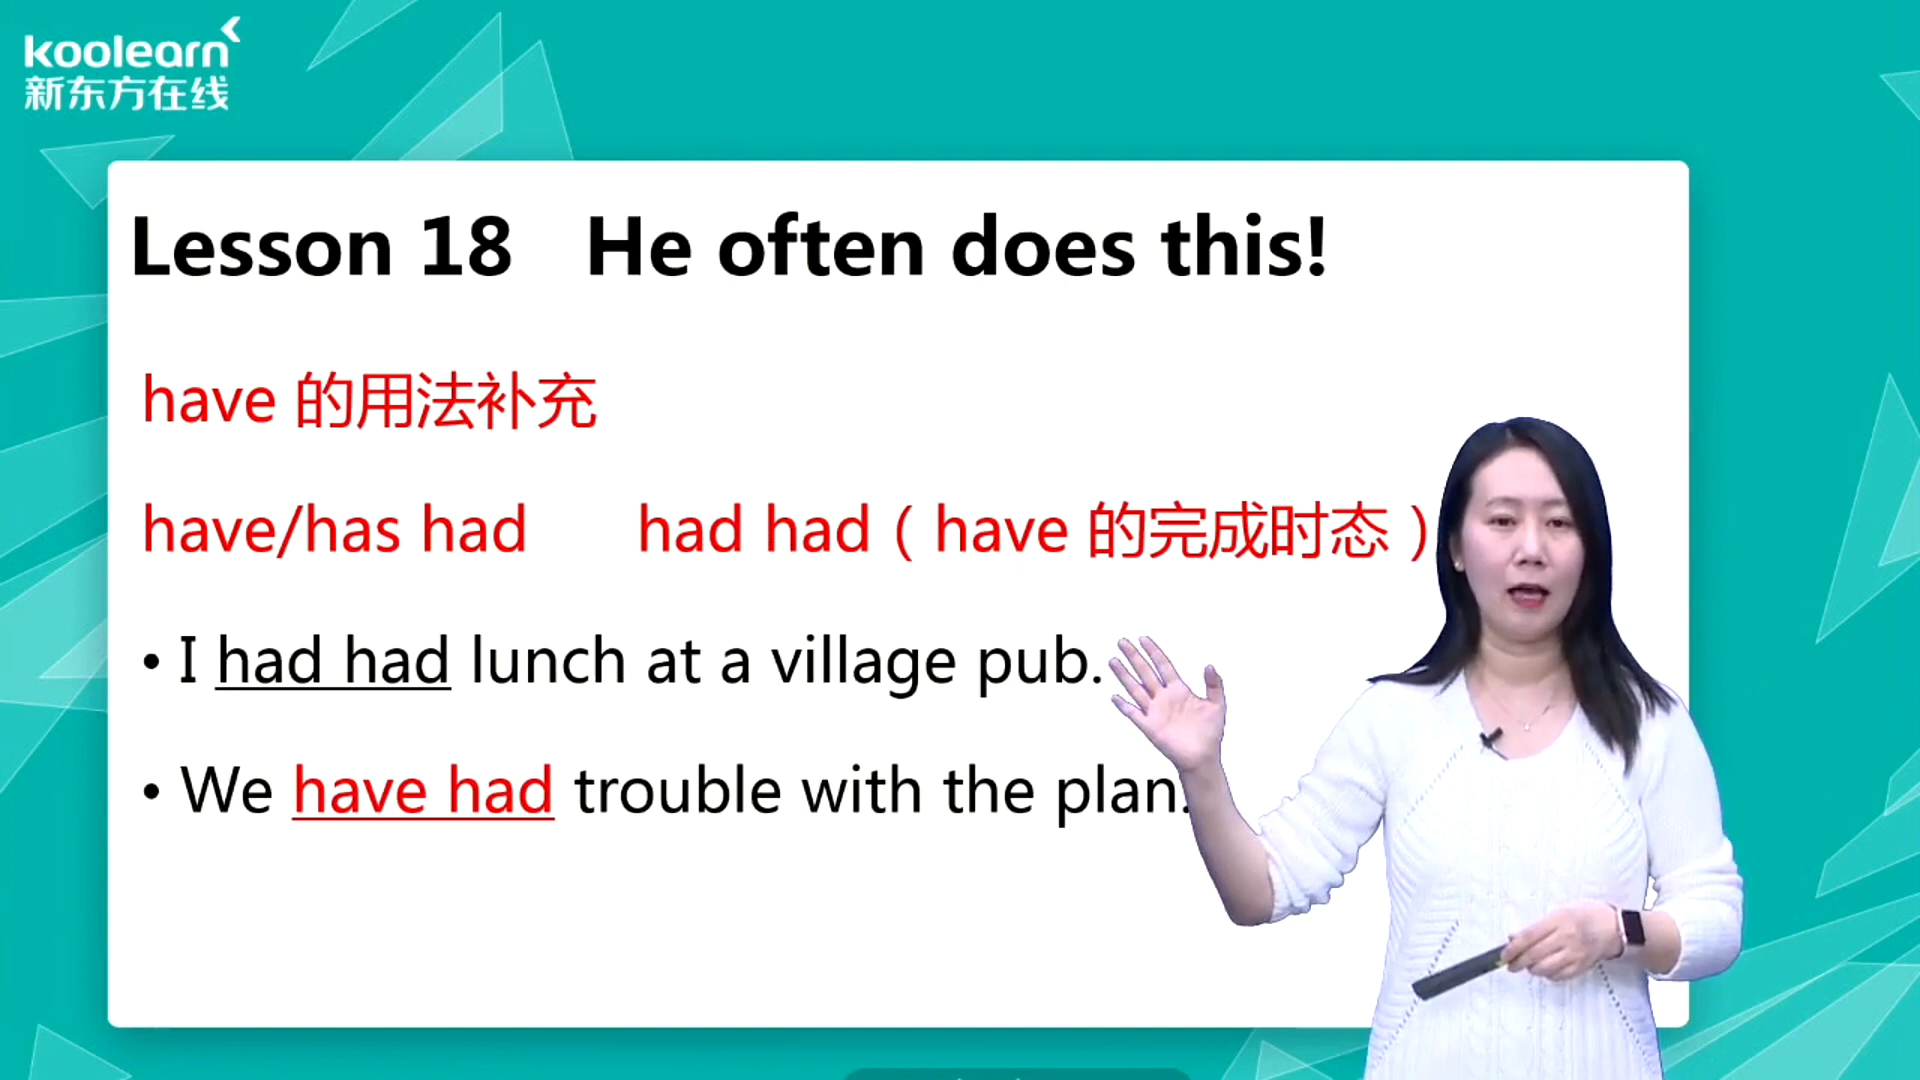 koolearn
新东方在线
Lesson 18 He often does this!
have 的用法补充
have/has had had had（have 的完成时态）
• I had had lunch at a village pub.
• We have had trouble with the plan.